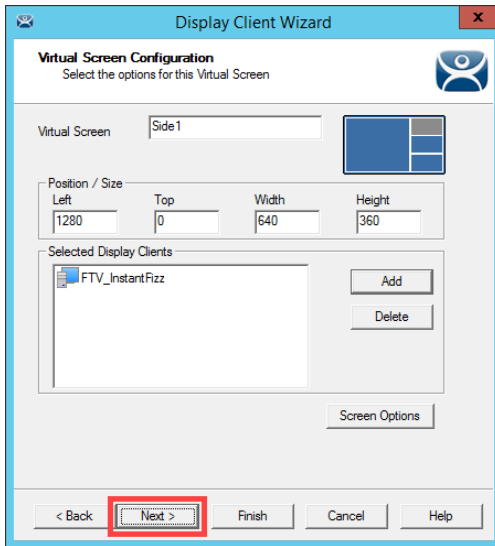 Display Client Wizard
x
Virtual Screen Configuration
Select the options for this Virtual Screen
Virtual Screen
Side1
Position / Size
Left Top Width Height
1280 0 640 360
Selected Display Clients
FTV_InstantFizz
Add
Delete
Screen Options
< Back Next > Finish Cancel Help